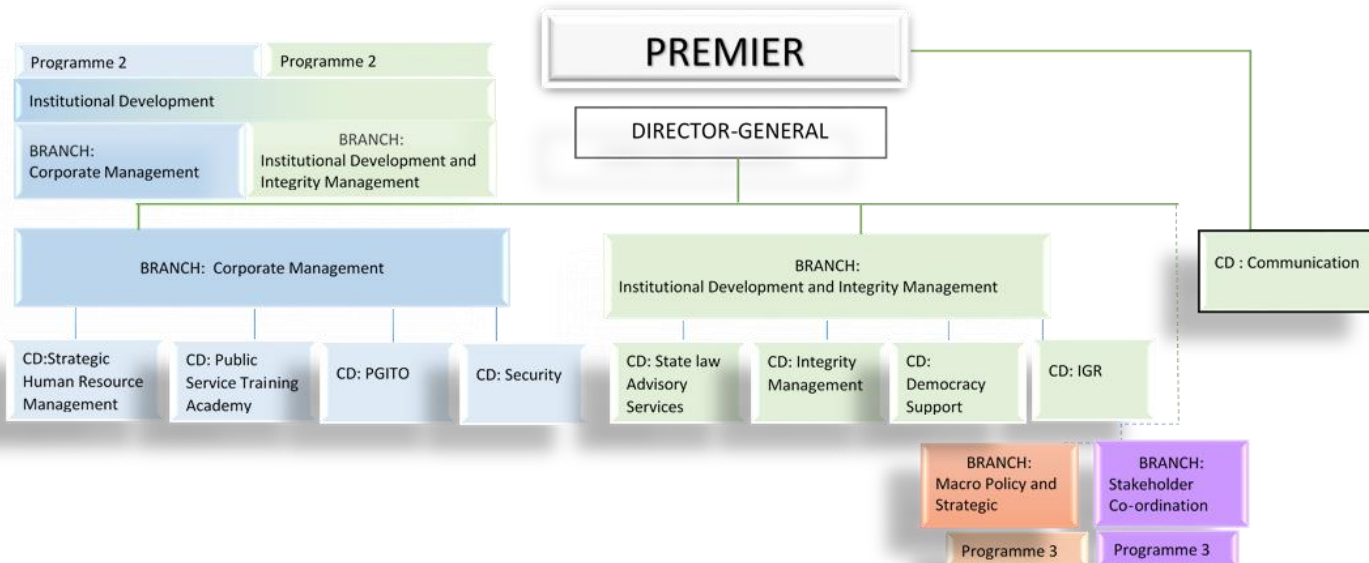 PREMIER
Programme 2
Programme 2
Institutional Development
BRANCH:
Corporate Management
BRANCH:
Institutional Development and
Integrity Management
DIRECTOR-GENERAL
BRANCH: Corporate Management
BRANCH:
Institutional Development and Integrity Management
CD : Communication
CD:Strategic
Human Resource
Management
CD: Public
Service Training
Academy
CD: PGITO
CD: Security
CD: State law
Advisory
Services
CD: Integrity
Management
CD:
Democracy
Support
CD: IGR
BRANCH:
Macro Policy and
Strategic
BRANCH:
Stakeholder
Co-ordination
Programme 3
Programme 3